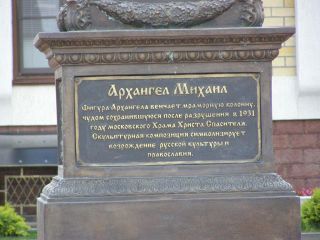 Архангел Михаил
Фигура Архангела венчает мраморную колонну,
чудом сохранившуюся после разрушения в 1931
году московского Храма Христа Спасителя.
Скульптурная композиция символизирует
возрождение русской культуры и
православия.